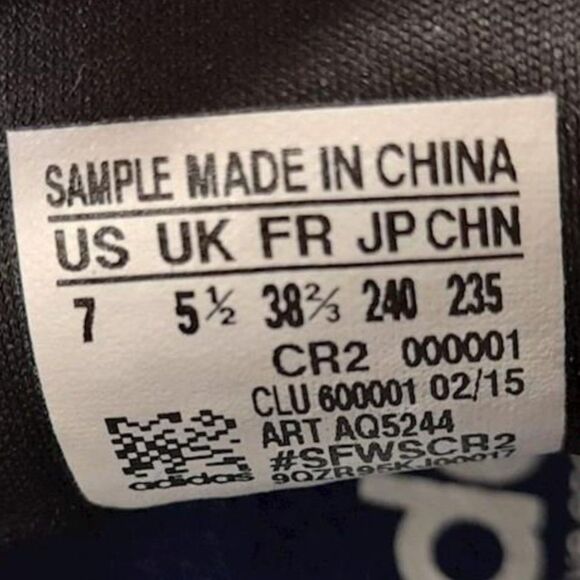 SAMPLE MADE IN CHINA
US UK FR JP CHN
7 5½ 38⅔ 240 235
CR2 000001
CLU 600001 02/15
ART AQ5244
#SFWSCR2
adidas 9QZR95KJ00017